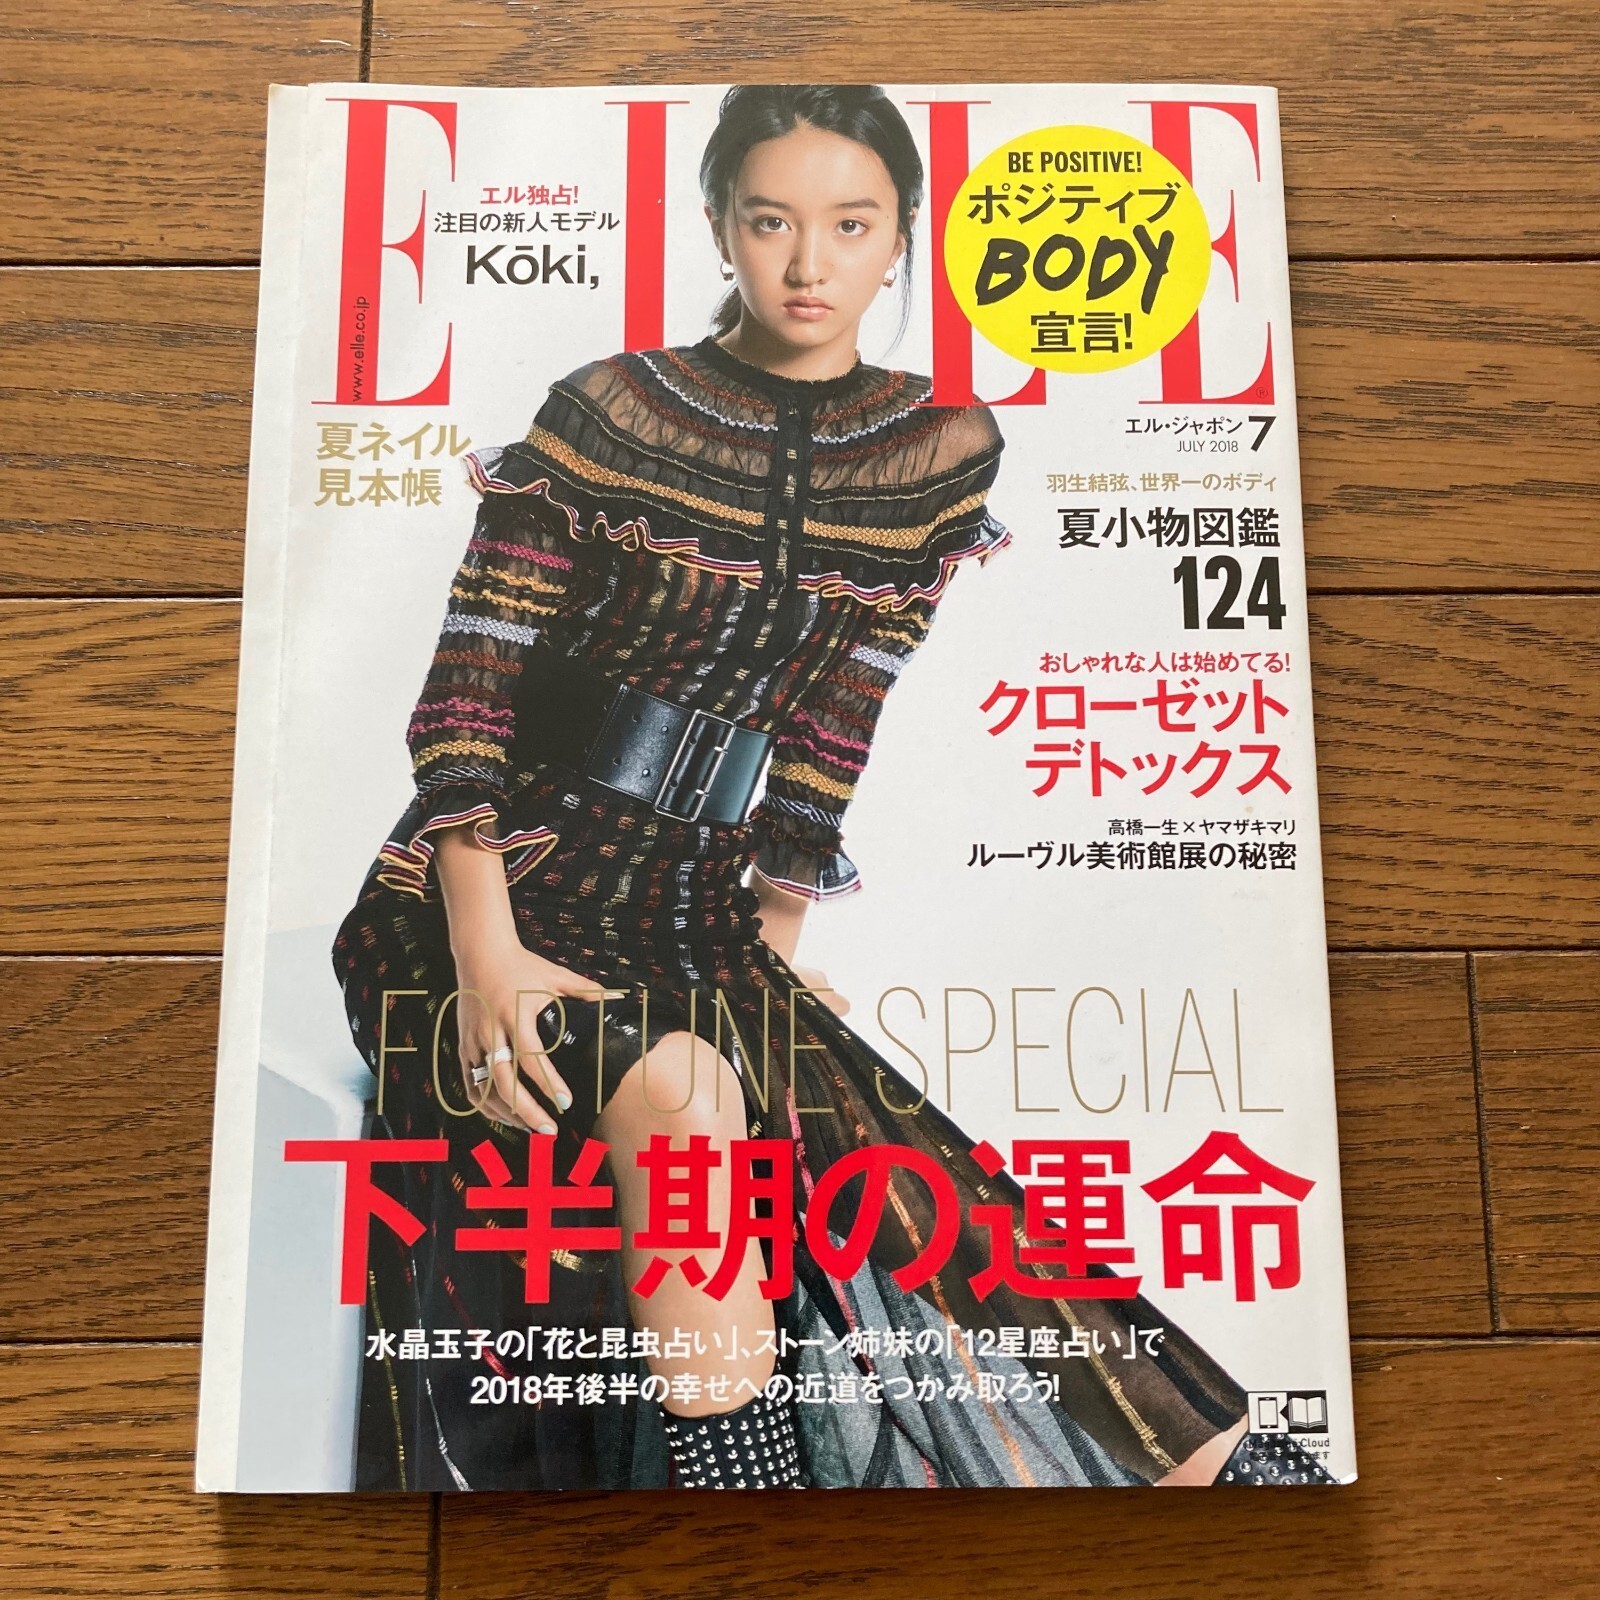 ELLE
www.elle.co.jp
エル独占!
注目の新人モデル
Kōki,
BE POSITIVE!
ポジティブ
BODY
宣言!
エル・ジャポン 7
JULY 2018
夏ネイル
見本帳
羽生結弦、世界一のボディ
夏小物図鑑
124
おしゃれな人は始めてる!
クローゼット
デトックス
高橋一生×ヤマザキマリ
ルーヴル美術館展の秘密
FORTUNE SPECIAL
下半期の運命
水晶玉子の「花と昆虫占い」、ストーン姉妹の「12星座占い」で
2018年後半の幸せへの近道をつかみ取ろう!
Cloud
ます